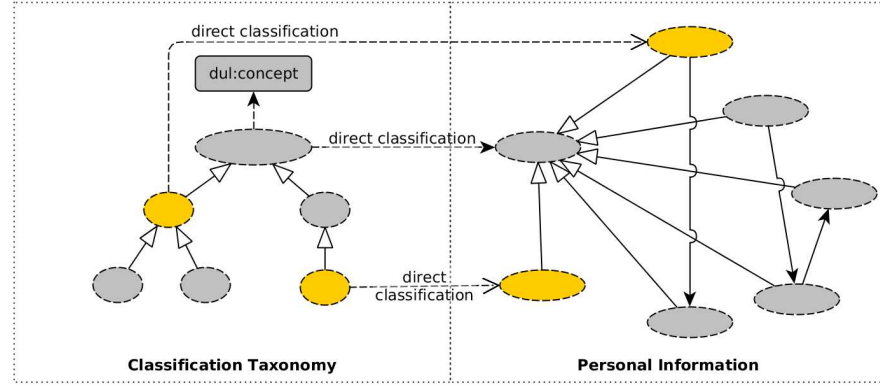 direct classification
dul:concept
direct classification
direct
classification
Classification Taxonomy
Personal Information